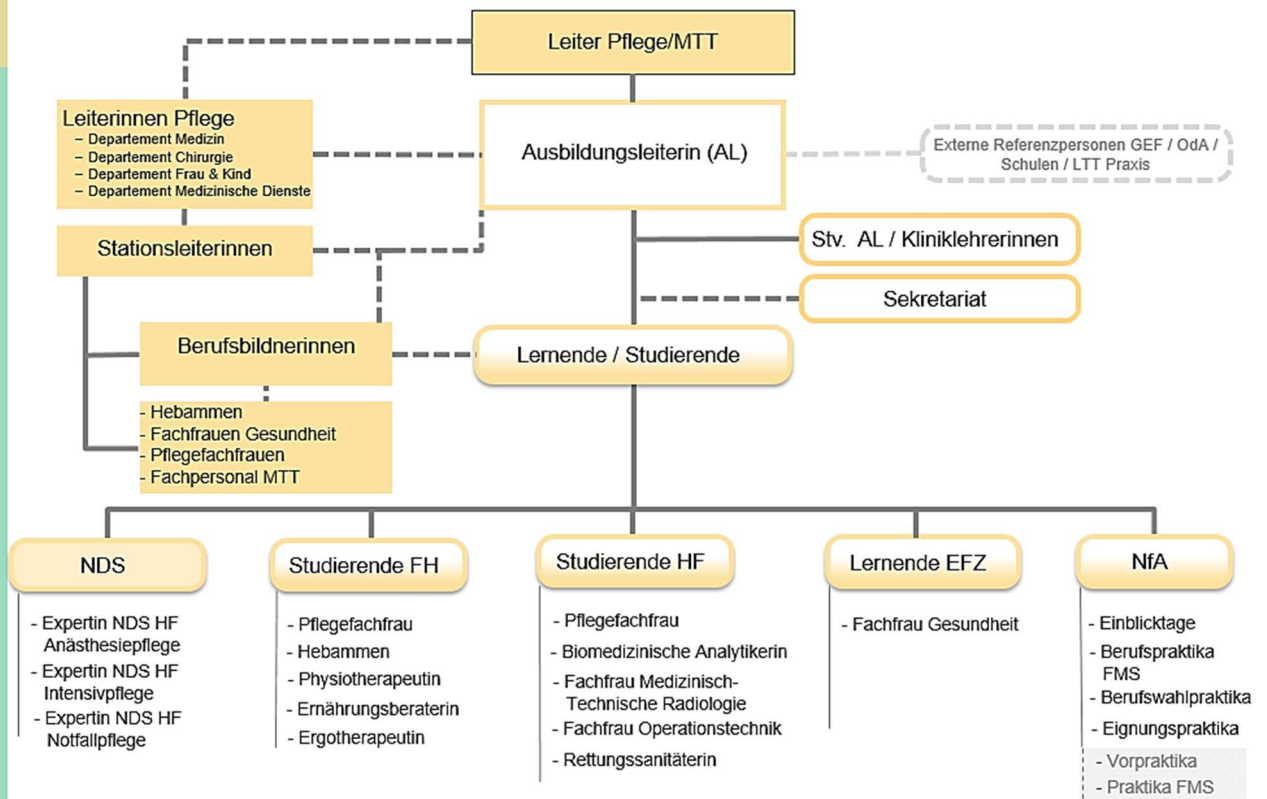 Leiter Pflege/MTT
Leiterinnen Pflege
– Departement Medizin
– Departement Chirurgie
– Departement Frau & Kind
– Departement Medizinische Dienste
Ausbildungsleiterin (AL)
Externe Referenzpersonen GEF / OdA /
Schulen / LTT Praxis
Stationsleiterinnen
Stv. AL / Kliniklehrerinnen
Sekretariat
Berufsbildnerinnen
Lernende / Studierende
- Hebammen
- Fachfrauen Gesundheit
- Pflegefachfrauen
- Fachpersonal MTT
NDS
- Expertin NDS HF
Anästhesiepflege
- Expertin NDS HF
Intensivpflege
- Expertin NDS HF
Notfallpflege
Studierende FH
- Pflegefachfrau
- Hebammen
- Physiotherapeutin
- Ernährungsberaterin
- Ergotherapeutin
Studierende HF
- Pflegefachfrau
- Biomedizinische Analytikerin
- Fachfrau Medizinisch-
Technische Radiologie
- Fachfrau Operationstechnik
- Rettungssanitäterin
Lernende EFZ
- Fachfrau Gesundheit
NfA
- Einblicktage
- Berufspraktika
FMS
- Berufswahlpraktika
- Eignungspraktika
- Vorpraktika
- Praktika FMS